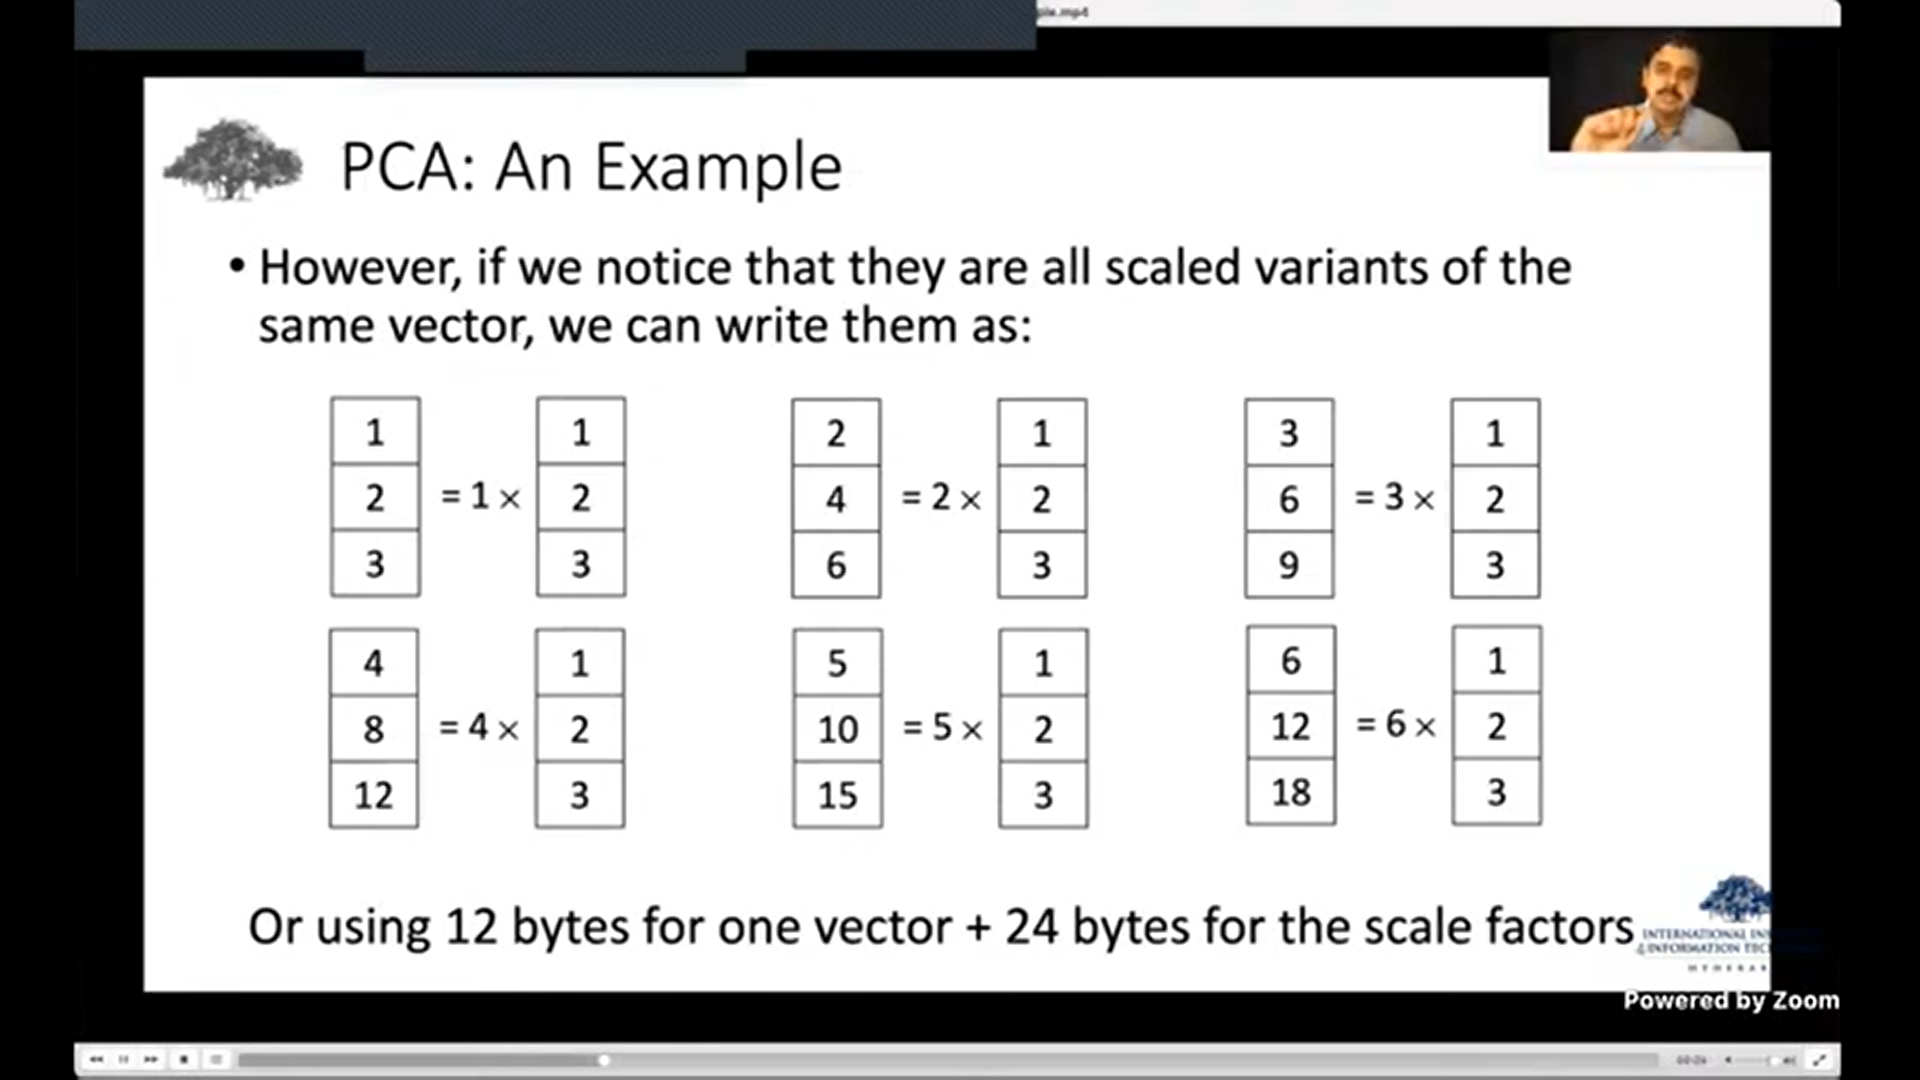 PCA: An Example
• However, if we notice that they are all scaled variants of the
same vector, we can write them as:
1 1 2 1 3 1
2 = 1 × 2 4 = 2 × 2 6 = 3 × 2
3 3 6 3 9 3
4 1 5 1 6 1
8 = 4 × 2 10 = 5 × 2 12 = 6 × 2
12 3 15 3 18 3
Or using 12 bytes for one vector + 24 bytes for the scale factors
INTERNATIONAL
INFORMATION
Powered by Zoom